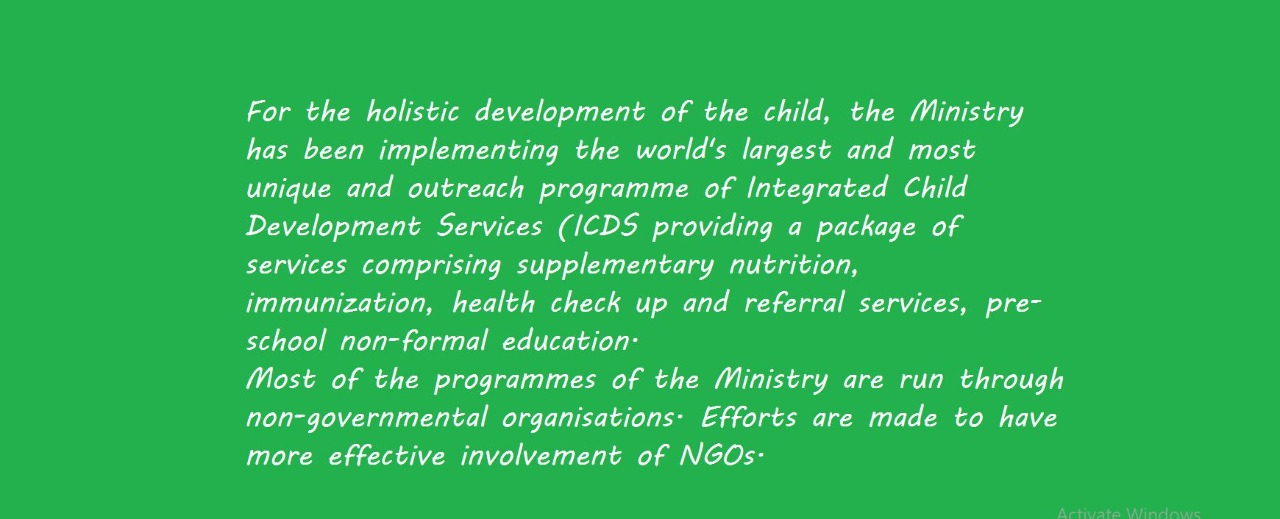 For the holistic development of the child, the Ministry
has been implementing the world's largest and most
unique and outreach programme of Integrated Child
Development Services (ICDS providing a package of
services comprising supplementary nutrition,
immunization, health check up and referral services, pre-
school non-formal education.
Most of the programmes of the Ministry are run through
non-governmental organisations. Efforts are made to have
more effective involvement of NGOs.
Activate Windows